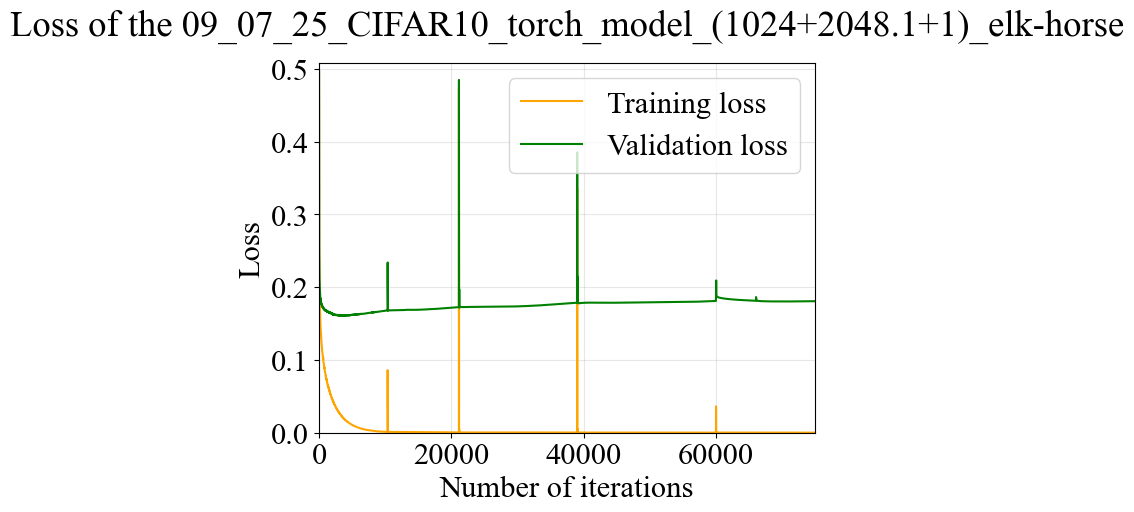 Loss of the 09_07_25_CIFAR10_torch_model_(1024+2048.1+1)_elk-horse
0.5
0.4
0.3
0.2
0.1
0.0
Loss
Training loss
Validation loss
0 20000 40000 60000
Number of iterations